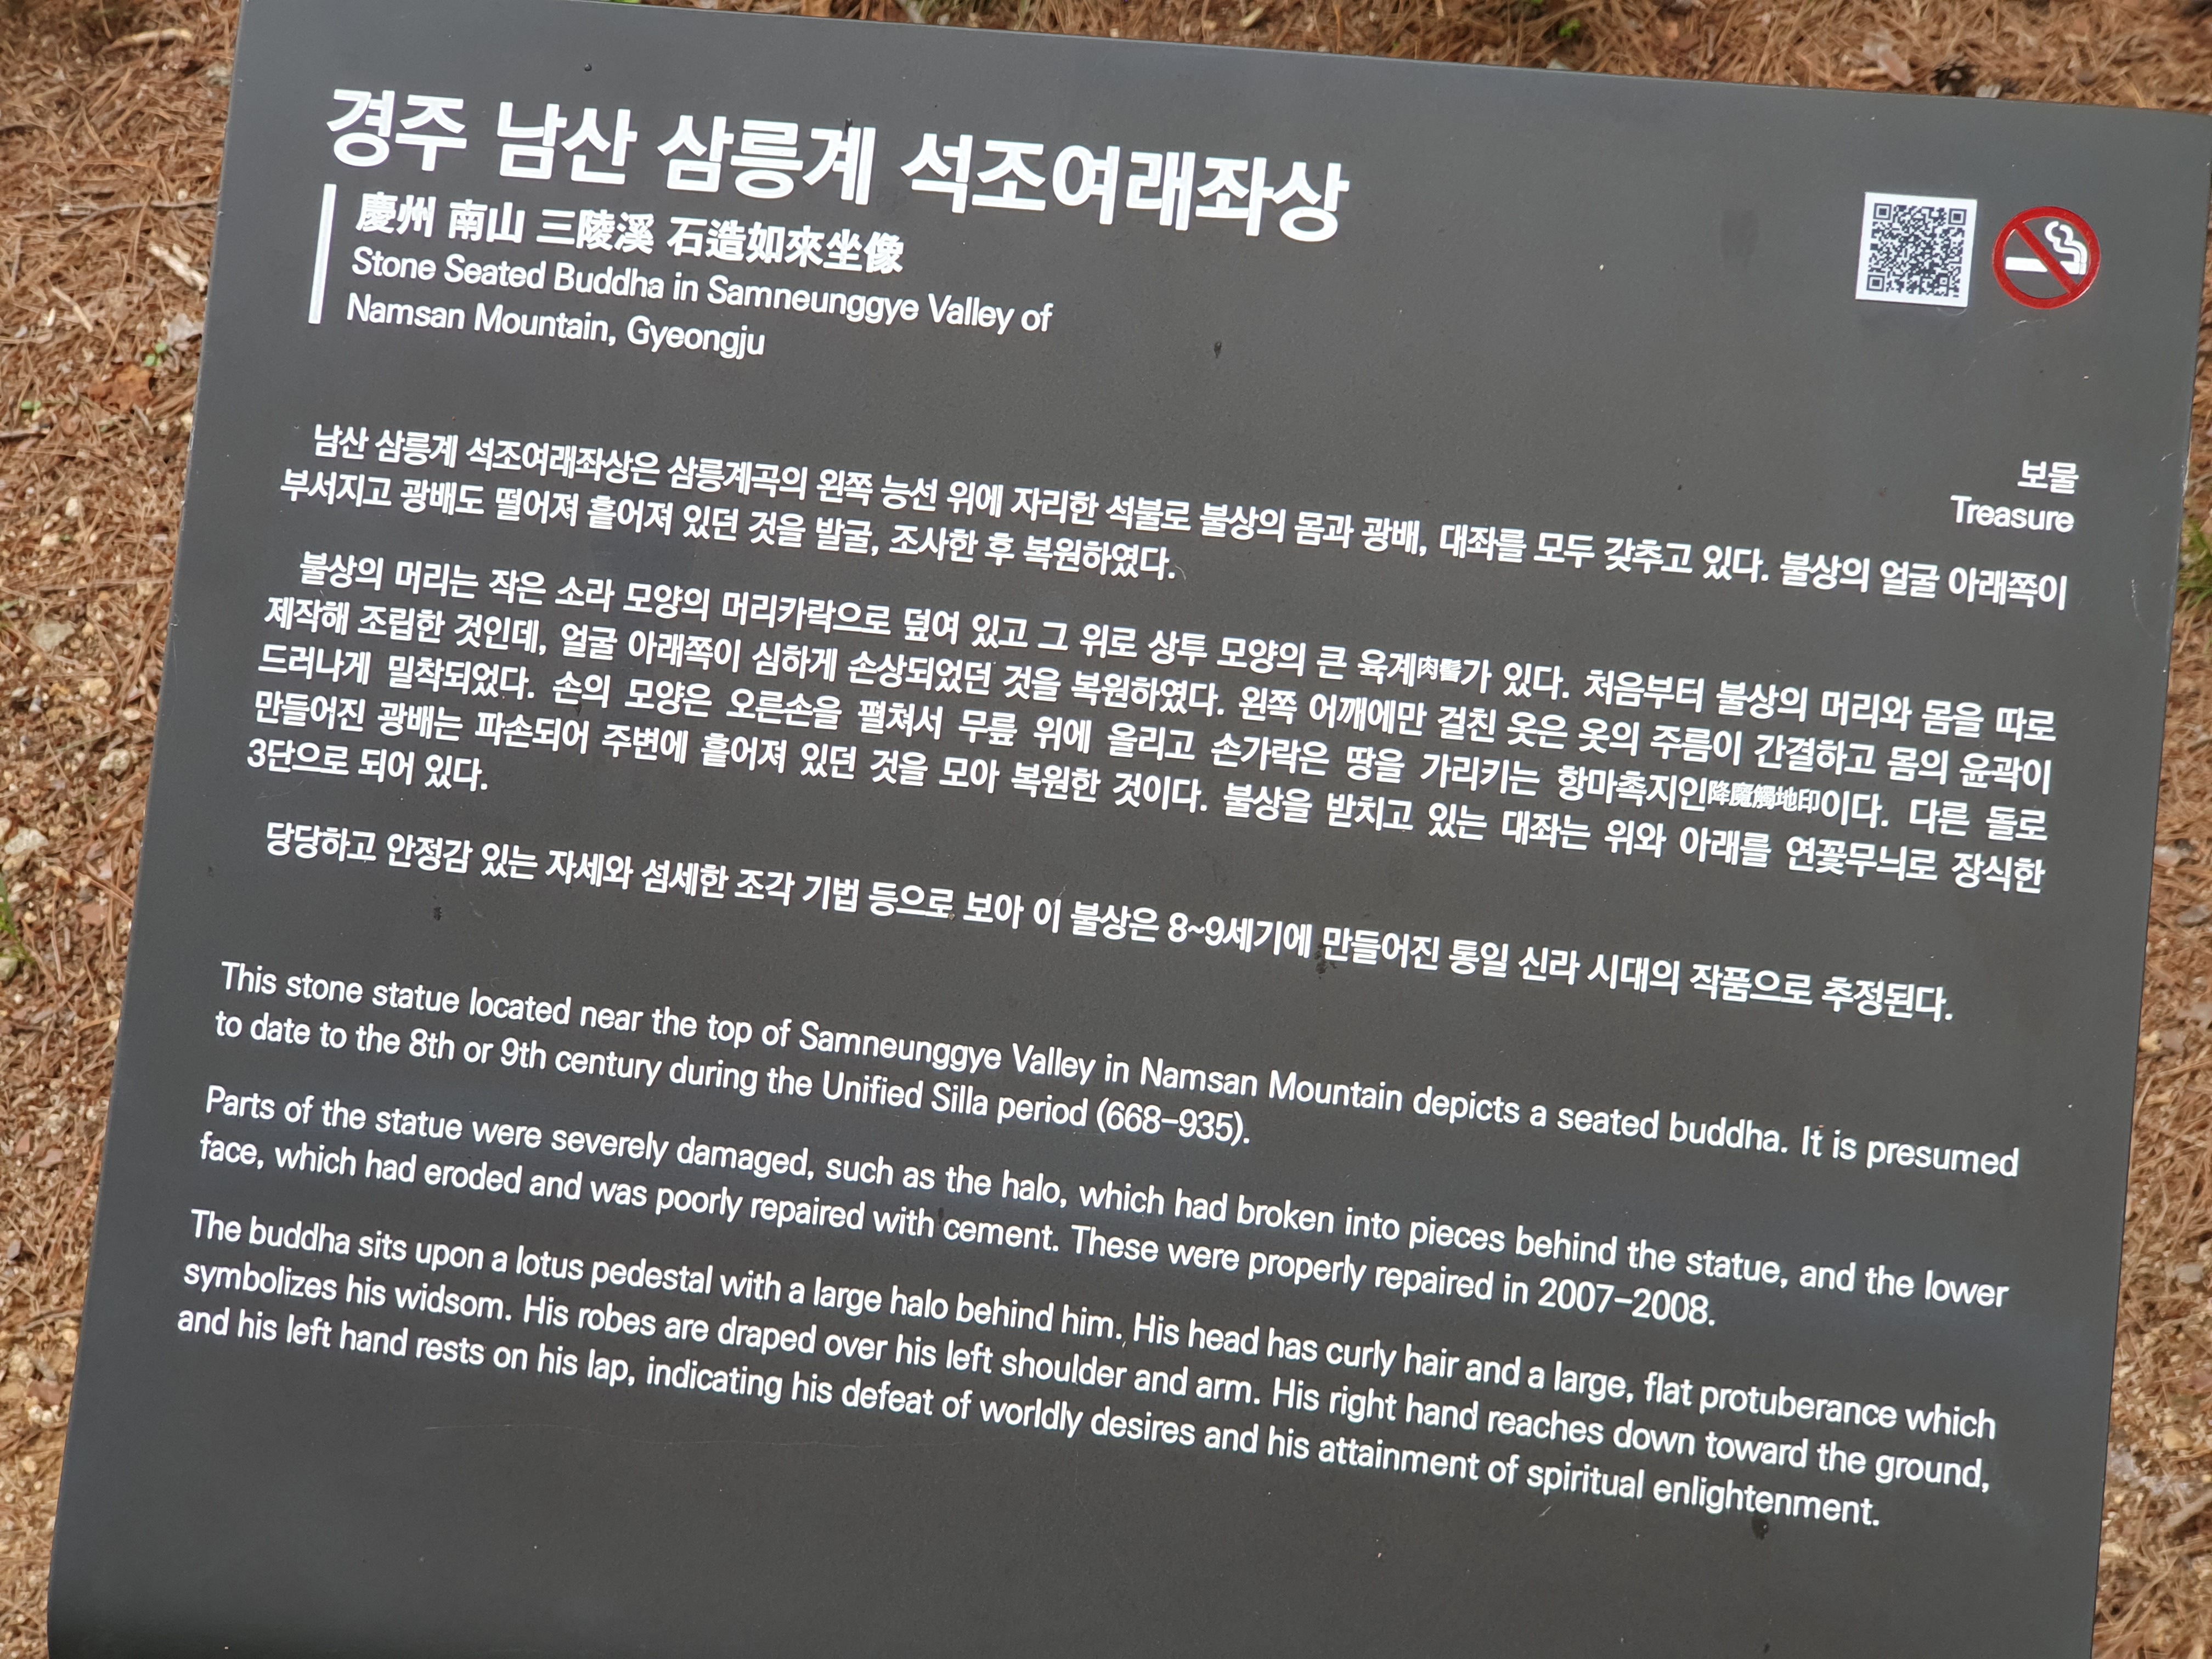 경주 남산 삼릉계 석조여래좌상
慶州 南山 三陵溪 石造如來坐像
Stone Seated Buddha in Samneunggye Valley of
Namsan Mountain, Gyeongju
보물
Treasure
남산 삼릉계 석조여래좌상은 삼릉계곡의 왼쪽 능선 위에 자리한 석불로 불상의 몸과 광배, 대좌를 모두 갖추고 있다. 불상의 얼굴 아래쪽이
부서지고 광배도 떨어져 흩어져 있던 것을 발굴, 조사한 후 복원하였다.
불상의 머리는 작은 소라 모양의 머리카락으로 덮여 있고 그 위로 상투 모양의 큰 육계肉髻가 있다. 처음부터 불상의 머리와 몸을 따로
제작해 조립한 것인데, 얼굴 아래쪽이 심하게 손상되었던 것을 복원하였다. 왼쪽 어깨에만 걸친 옷은 옷의 주름이 간결하고 몸의 윤곽이
드러나게 밀착되었다. 손의 모양은 오른손을 펼쳐서 무릎 위에 올리고 손가락은 땅을 가리키는 항마촉지인降魔觸地印이다. 다른 돌로
만들어진 광배는 파손되어 주변에 흩어져 있던 것을 모아 복원한 것이다. 불상을 받치고 있는 대좌는 위와 아래를 연꽃무늬로 장식한
3단으로 되어 있다.
당당하고 안정감 있는 자세와 섬세한 조각 기법 등으로 보아 이 불상은 8~9세기에 만들어진 통일 신라 시대의 작품으로 추정된다.
This stone statue located near the top of Samneunggye Valley in Namsan Mountain depicts a seated buddha. It is presumed
to date to the 8th or 9th century during the Unified Silla period (668–935).
Parts of the statue were severely damaged, such as the halo, which had broken into pieces behind the statue, and the lower
face, which had eroded and was poorly repaired with cement. These were properly repaired in 2007–2008.
The buddha sits upon a lotus pedestal with a large halo behind him. His head has curly hair and a large, flat protuberance which
symbolizes his widsom. His robes are draped over his left shoulder and arm. His right hand reaches down toward the ground,
and his left hand rests on his lap, indicating his defeat of worldly desires and his attainment of spiritual enlightenment.